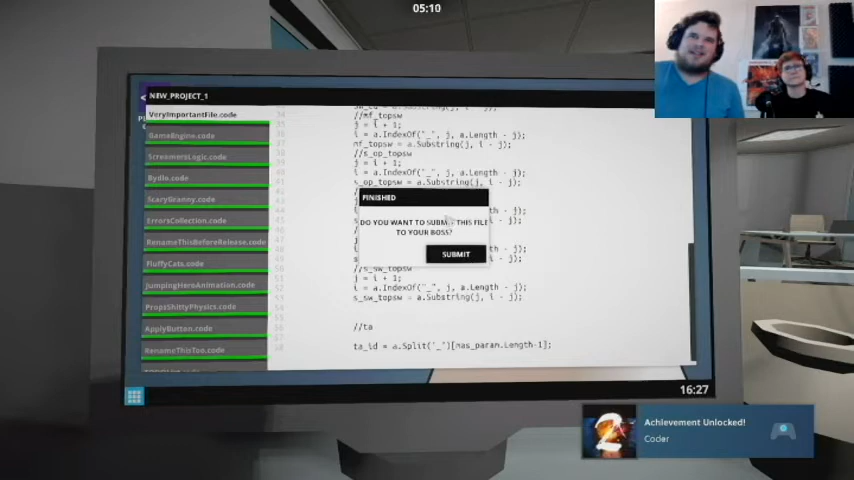 05:10
NEW_PROJECT_1
VeryImportantFile.code
GameEngine.code
ScreemersLogic.code
Bydlo.code
ScaryGranny.code
ErrorsCollection.code
RenameThisBeforeRelease.code
FluffyCats.code
JumpingHeroAnimation.code
PropsShittyPhysics.code
ApplyButton.code
RenameThisToo.code
//mf_topsw
j = i + 1;
i = a.IndexOf("_", j, a.Length - j);
mf_topsw = a.Substring(j, i - j);
//s_op_topsw
j = i + 1;
i = a.IndexOf("_", j, a.Length - j);
s_op_topsw = a.Substring(j, i - j);
FINISHED
DO YOU WANT TO SUBMIT THIS FILE
TO YOUR BOSS?
SUBMIT
//s_sw_topsw
j = i + 1;
i = a.IndexOf("_", j, a.Length - j);
s_sw_topsw = a.Substring(j, i - j);
//ta
ta_id = a.Split('_')[mas_param.Length-1];
16:27
Achievement Unlocked!
Coder